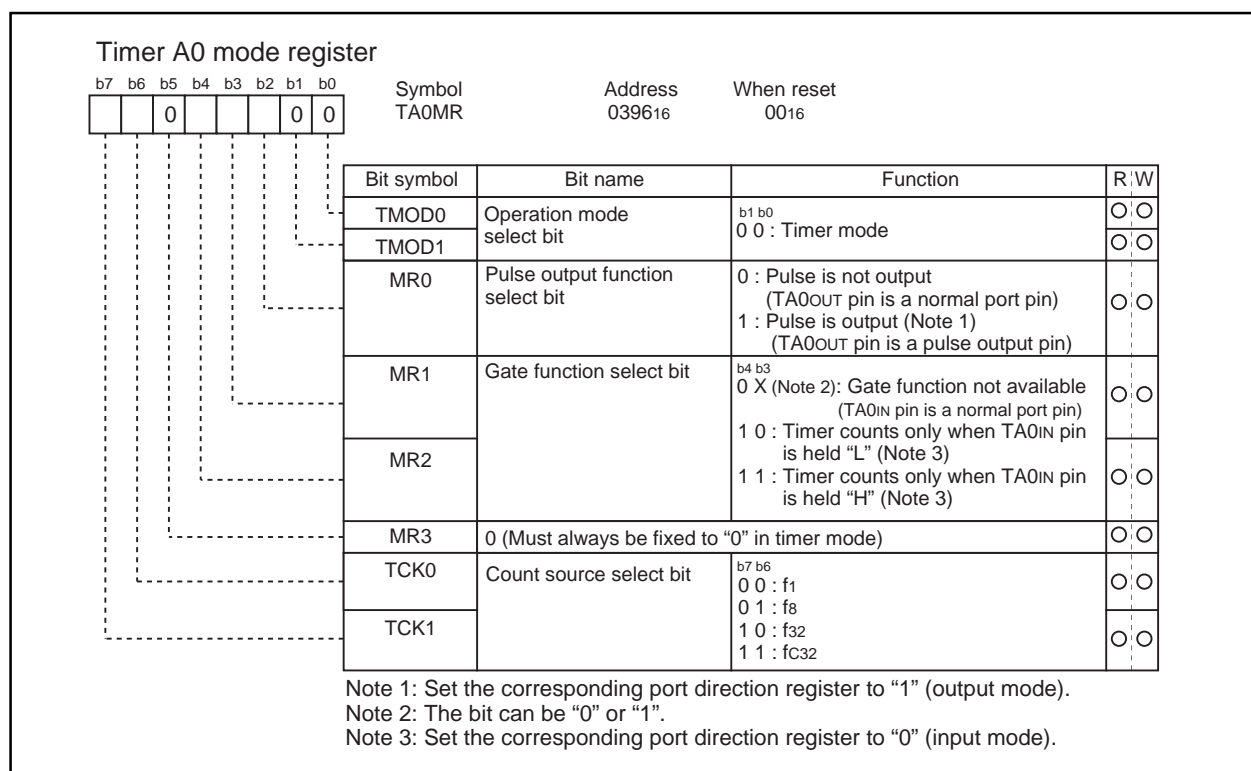 Timer A0 mode register
b7 b6 b5 b4 b3 b2 b1 b0
0 0 0
Symbol Address When reset
TA0MR 039616 0016
Bit symbol Bit name Function R W
TMOD0 Operation mode select bit b1 b0
0 0 : Timer mode
TMOD1
MR0 Pulse output function select bit 0 : Pulse is not output
(TA0OUT pin is a normal port pin)
1 : Pulse is output (Note 1)
(TA0OUT pin is a pulse output pin)
MR1 Gate function select bit b4 b3
0 X (Note 2): Gate function not available
(TA0IN pin is a normal port pin)
1 0 : Timer counts only when TA0IN pin
is held “L” (Note 3)
MR2
1 1 : Timer counts only when TA0IN pin
is held “H” (Note 3)
MR3 0 (Must always be fixed to “0” in timer mode)
TCK0 Count source select bit b7 b6
0 0 : f1
0 1 : f8
TCK1
1 0 : f32
1 1 : fC32
Note 1: Set the corresponding port direction register to “1” (output mode).
Note 2: The bit can be “0” or “1”.
Note 3: Set the corresponding port direction register to “0” (input mode).